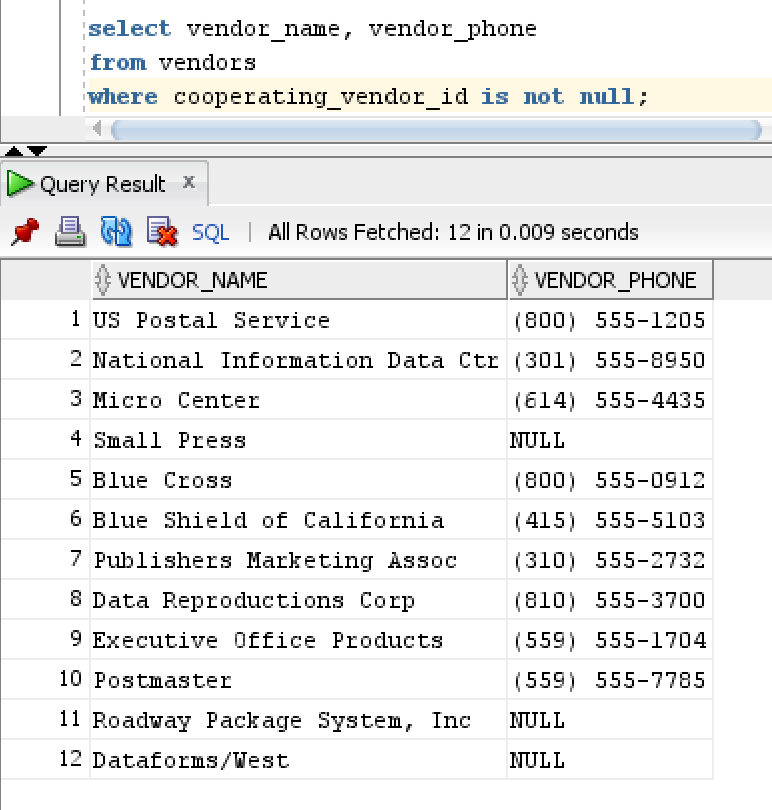 select vendor_name, vendor_phone
from vendors
where cooperating_vendor_id is not null;
Query Result x
SQL | All Rows Fetched: 12 in 0.009 seconds
VENDOR_NAME VENDOR_PHONE
1 US Postal Service (800) 555-1205
2 National Information Data Ctr (301) 555-8950
3 Micro Center (614) 555-4435
4 Small Press NULL
5 Blue Cross (800) 555-0912
6 Blue Shield of California (415) 555-5103
7 Publishers Marketing Assoc (310) 555-2732
8 Data Reproductions Corp (810) 555-3700
9 Executive Office Products (559) 555-1704
10 Postmaster (559) 555-7785
11 Roadway Package System, Inc NULL
12 Dataforms/West NULL